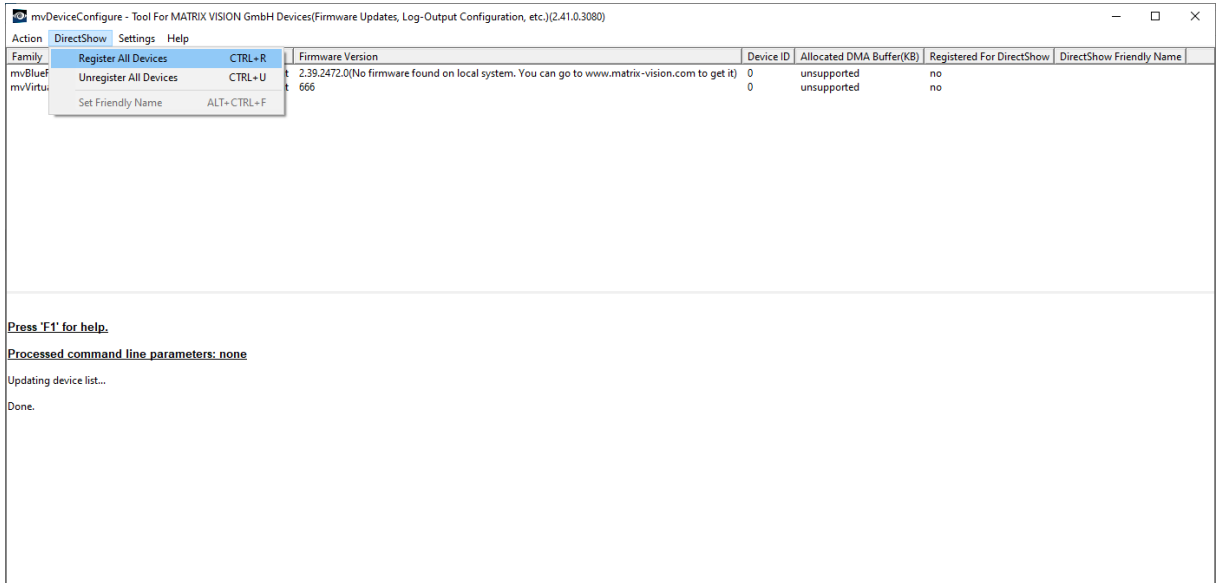 mvDeviceConfigure - Tool For MATRIX VISION GmbH Devices(Firmware Updates, Log-Output Configuration, etc.)(2.41.0.3080)
Action DirectShow Settings Help
Family Firmware Version Device ID Allocated DMA Buffer(KB) Registered For DirectShow DirectShow Friendly Name
Register All Devices CTRL+R
2.39.2472.0(No firmware found on local system. You can go to www.matrix-vision.com to get it) 0 unsupported no
Unregister All Devices CTRL+U
666 0 unsupported no
Set Friendly Name ALT+CTRL+F
Press 'F1' for help.
Processed command line parameters: none
Updating device list...
Done.